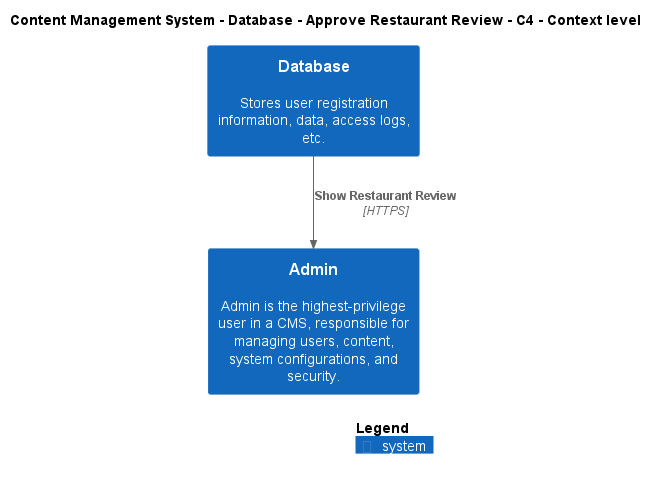 Content Management System - Database - Approve Restaurant Review - C4 - Context level
Database
Stores user registration
information, data, access logs,
etc.
Show Restaurant Review
[HTTPS]
Admin
Admin is the highest-privilege
user in a CMS, responsible for
managing users, content,
system configurations, and
security.
Legend
system